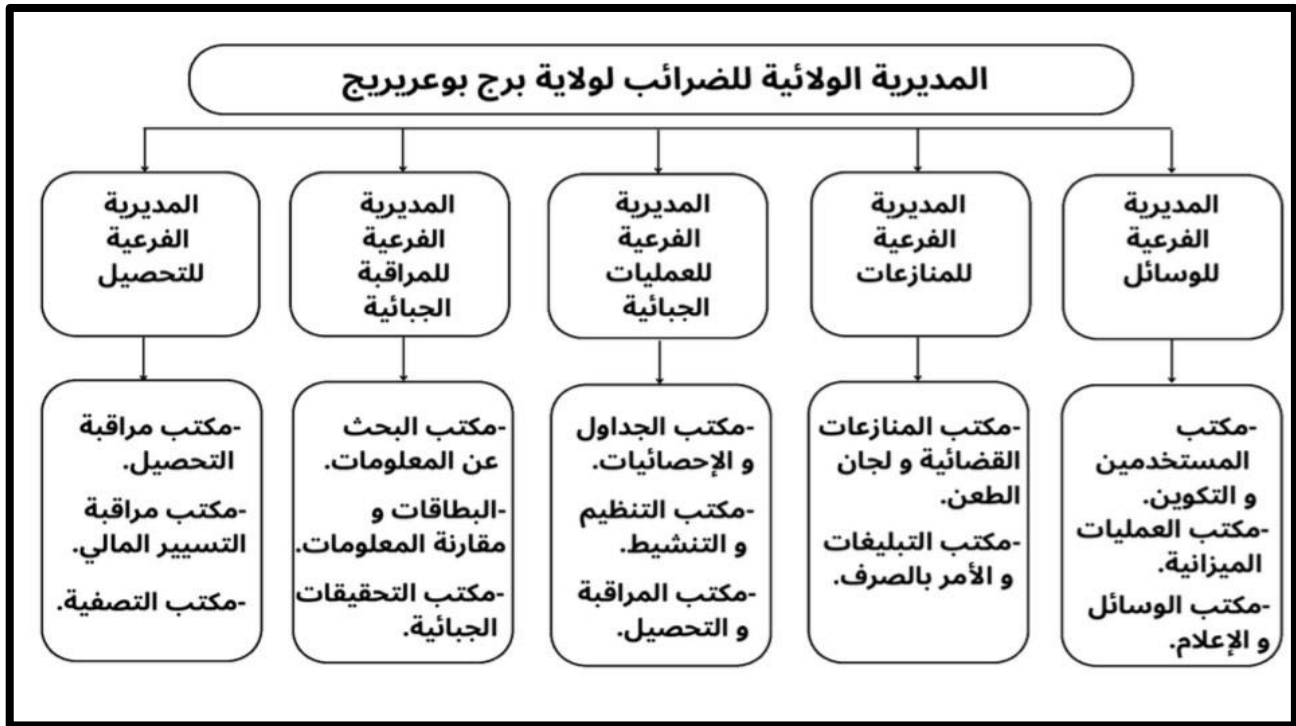 المديرية الولائية للضرائب لولاية برج بوعريريج
المديرية
الفرعية
للوسائل
المديرية
الفرعية
للمنازعات
المديرية
الفرعية
للعمليات
الجبائية
المديرية
الفرعية
للمراقبة
الجبائية
المديرية
الفرعية
للتحصيل
-مكتب
المستخدمين
و التكوين.
-مكتب العمليات
الميزانية.
-مكتب الوسائل
و الإعلام.
-مكتب المنازعات
القضائية و لجان
الطعن.
-مكتب التبليغات
و الأمر بالصرف.
-مكتب الجداول
و الإحصائيات.
-مكتب التنظيم
و التنشيط.
-مكتب المراقبة
و التحصيل.
-مكتب البحث
عن المعلومات.
-البطاقات و
مقارنة المعلومات.
-مكتب التحقيقات
الجبائية.
-مكتب مراقبة
التحصيل.
-مكتب مراقبة
التسيير المالي.
-مكتب التصفية.